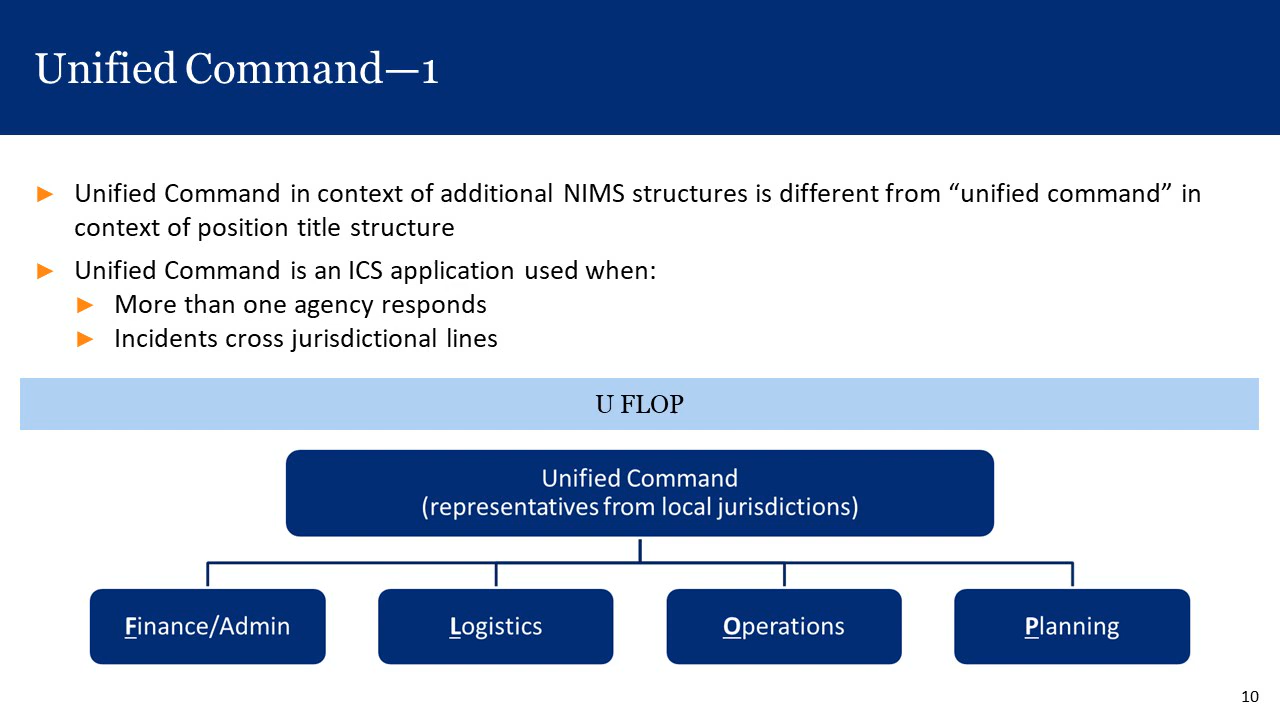 Unified Command—1
► Unified Command in context of additional NIMS structures is different from “unified command” in
context of position title structure
► Unified Command is an ICS application used when:
► More than one agency responds
► Incidents cross jurisdictional lines
U FLOP
Unified Command
(representatives from local jurisdictions)
Finance/Admin
Logistics
Operations
Planning
10